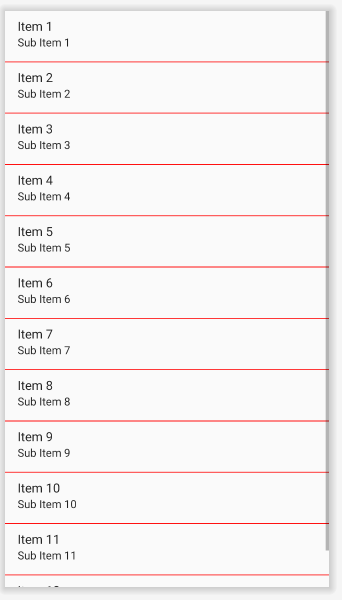 Item 1
Sub Item 1
Item 2
Sub Item 2
Item 3
Sub Item 3
Item 4
Sub Item 4
Item 5
Sub Item 5
Item 6
Sub Item 6
Item 7
Sub Item 7
Item 8
Sub Item 8
Item 9
Sub Item 9
Item 10
Sub Item 10
Item 11
Sub Item 11